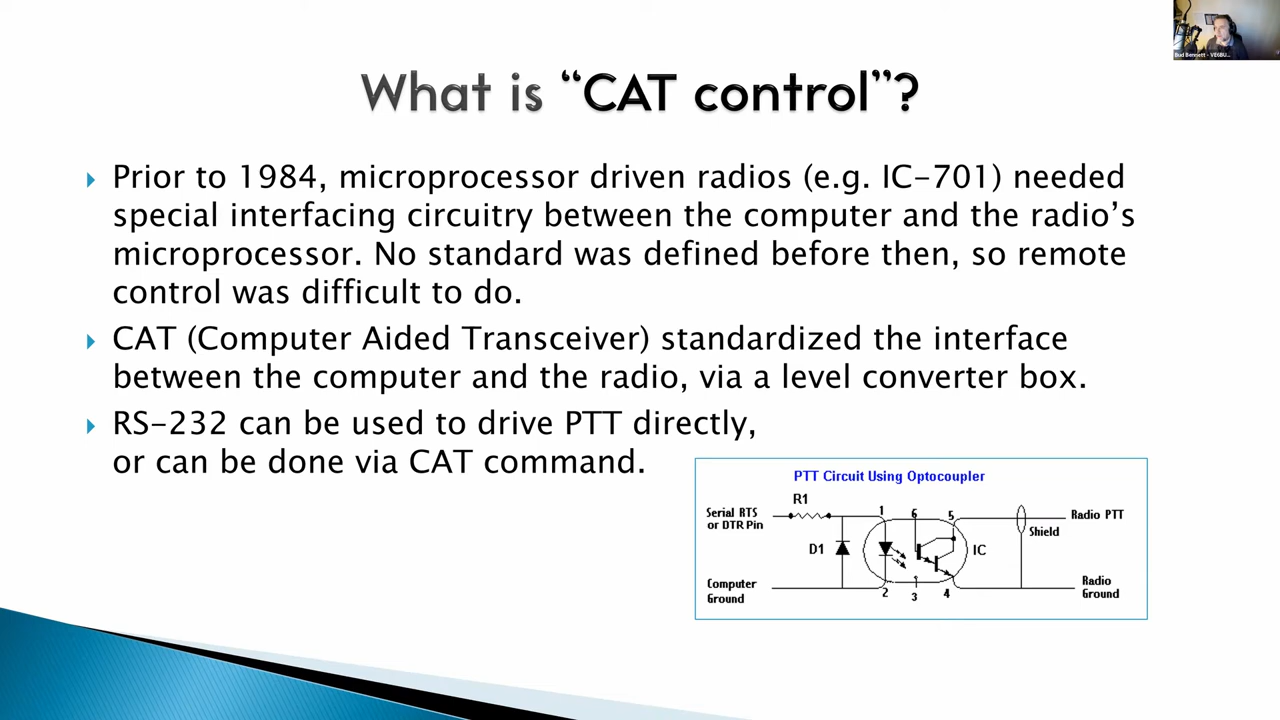 Bud Bennett - VE6BU...
What is “CAT control”?
Prior to 1984, microprocessor driven radios (e.g. IC-701) needed
special interfacing circuitry between the computer and the radio’s
microprocessor. No standard was defined before then, so remote
control was difficult to do.
CAT (Computer Aided Transceiver) standardized the interface
between the computer and the radio, via a level converter box.
RS-232 can be used to drive PTT directly,
or can be done via CAT command.
PTT Circuit Using Optocoupler
R1
Serial RTS
or DTR Pin
1
6
5
Radio PTT
Shield
D1
IC
Computer
Ground
2
3
4
Radio
Ground